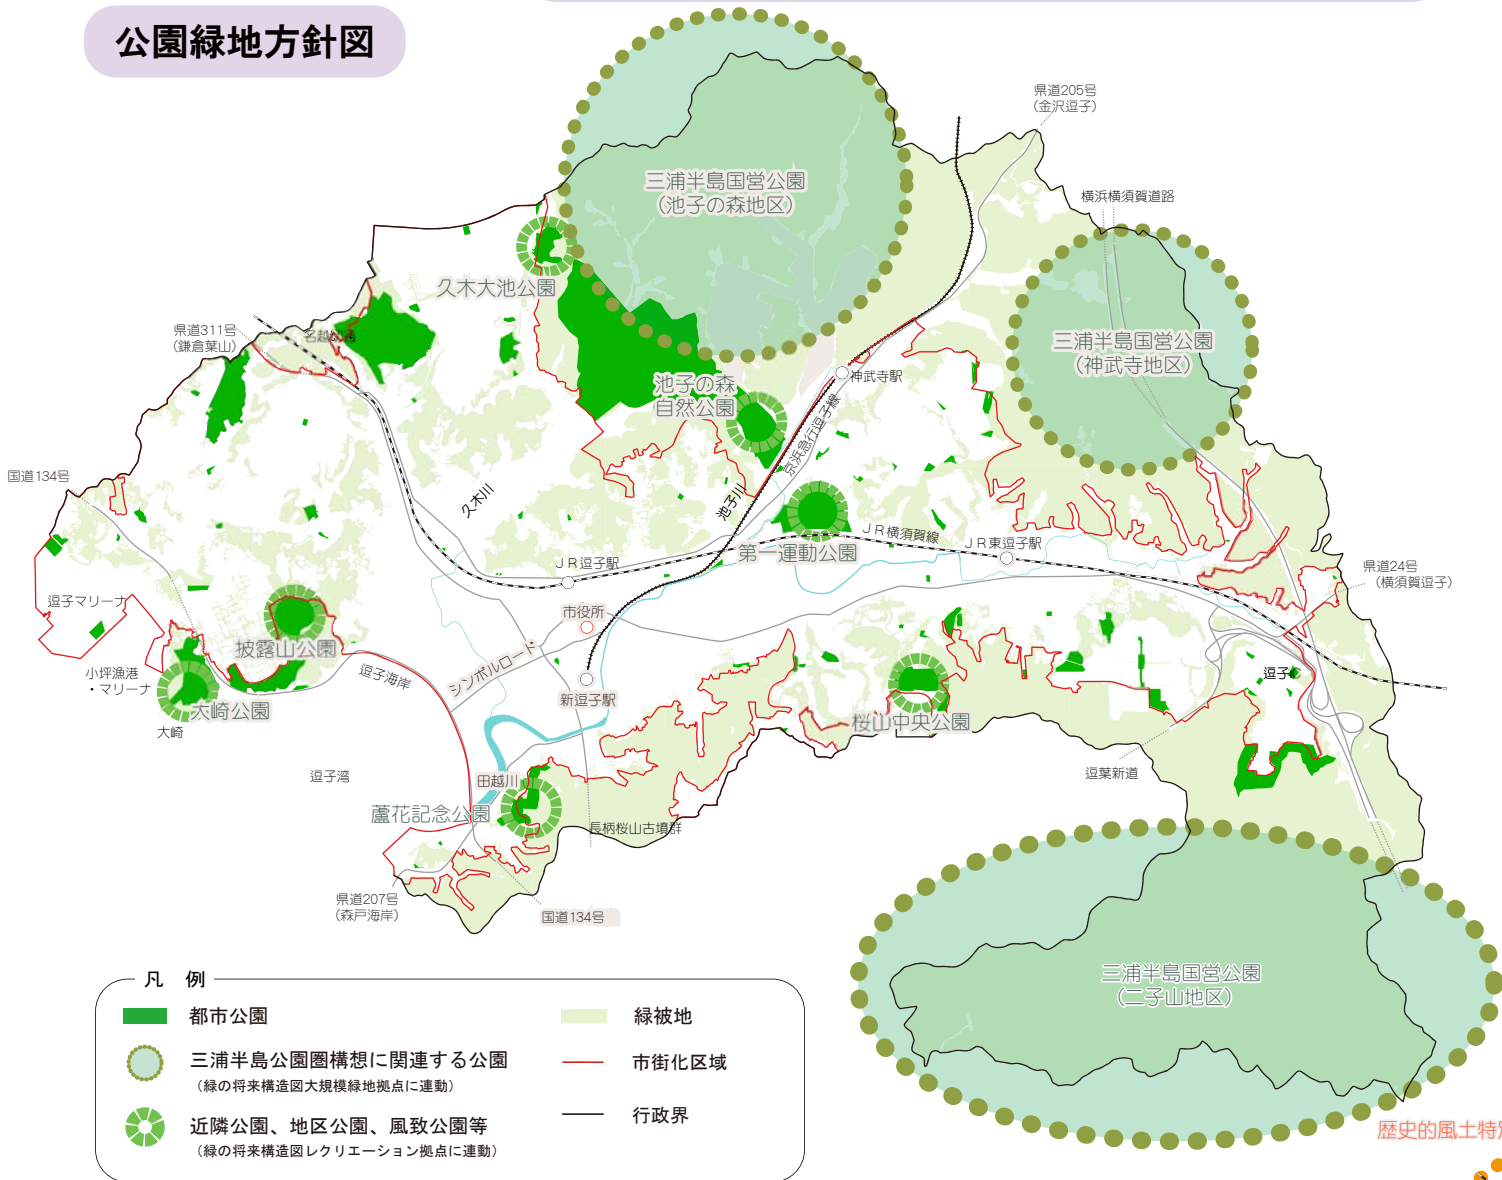 公園緑地方針図
県道205号
（金沢逗子）
三浦半島国営公園
（池子の森地区）
横浜横須賀道路
久木大池公園
県道311号
（鎌倉葉山）
三浦半島国営公園
（神武寺地区）
神武寺駅
池子の森
自然公園
京浜急行逗子線
国道134号
久木川
池子川
ＪＲ横須賀線
第一運動公園
ＪＲ東逗子駅
ＪＲ逗子駅
県道24号
（横須賀逗子）
逗子マリーナ
市役所
披露山公園
シンボルロード
逗子海岸
小坪漁港
・マリーナ
逗子
新逗子駅
大崎公園
大崎
桜山中央公園
逗子湾
田越川
逗葉新道
蘆花記念公園
長柄桜山古墳群
県道207号
（森戸海岸）
国道134号
三浦半島国営公園
（二子山地区）
凡 例
都市公園
緑被地
三浦半島公園圏構想に関連する公園
（緑の将来構造図大規模緑地拠点に連動）
市街化区域
近隣公園、地区公園、風致公園等
（緑の将来構造図レクリエーション拠点に連動）
行政界
歴史的風土特